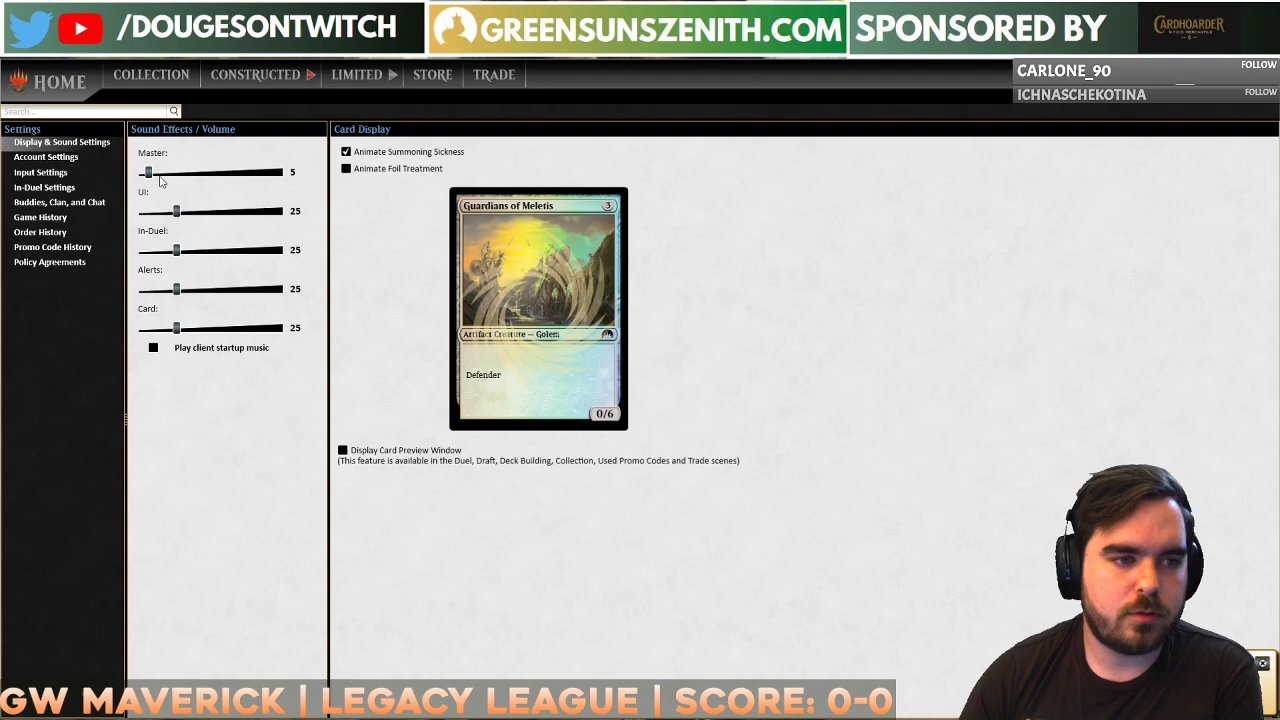 /DOUGESONTWITCH
GREENSUNSZENITH.COM
SPONSORED BY
CARDHOARDER
HOME
COLLECTION
CONSTRUCTED
LIMITED
STORE
TRADE
CARLONE_90 FOLLOW
ICHNASCHEKOTINA FOLLOW
Search...
Settings
Display & Sound Settings
Account Settings
Input Settings
In-Duel Settings
Buddies, Clan, and Chat
Game History
Order History
Promo Code History
Policy Agreements
Sound Effects / Volume
Master:
5
UI:
25
In-Duel:
25
Alerts:
25
Card:
25
Play client startup music
Card Display
Animate Summoning Sickness
Animate Foil Treatment
Guardians of Meletis 3
Artifact Creature — Golem
Defender
0/6
Display Card Preview Window
(This feature is available in the Duel, Draft, Deck Building, Collection, Used Promo Codes and Trade scenes)
GW MAVERICK | LEGACY LEAGUE | SCORE: 0-0